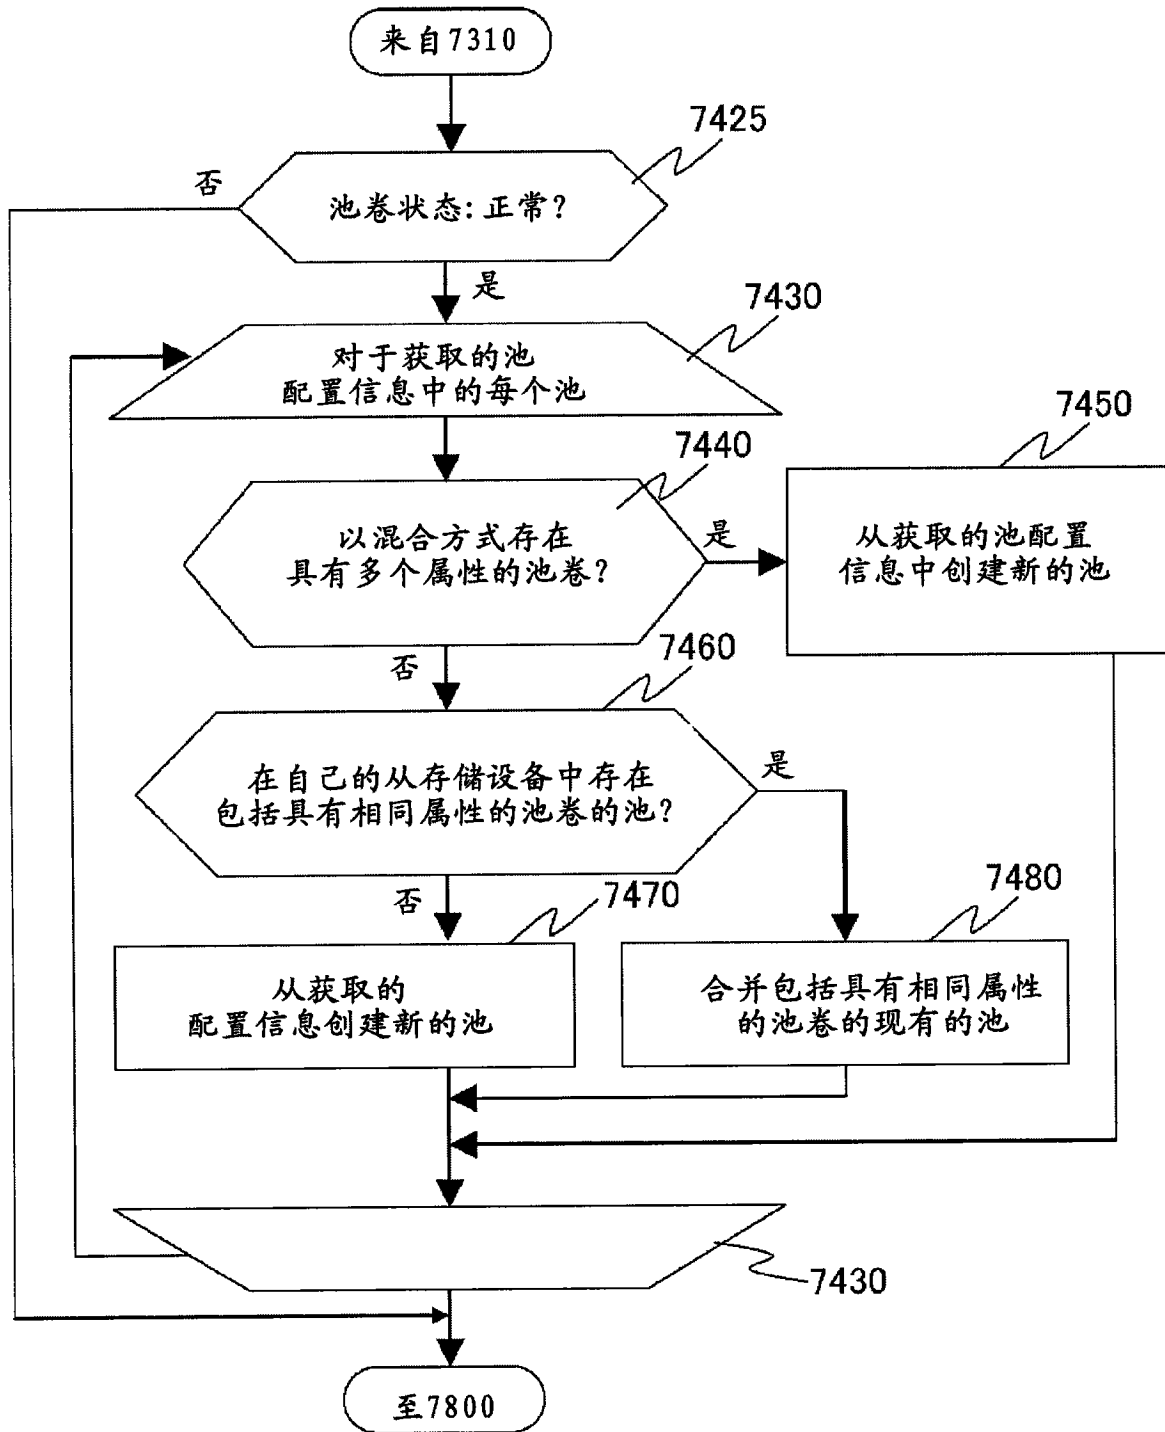 来自7310
7425
否
池卷状态:正常?
是
7430
对于获取的池
配置信息中的每个池
7450
7440
以混合方式存在
具有多个属性的池卷?
是
从获取的池配置
信息中创建新的池
否
7460
在自己的从存储设备中存在
包括具有相同属性的池卷的池?
是
否
7470
7480
从获取的
配置信息创建新的池
合并包括具有相同属性
的池卷的现有的池
7430
至7800